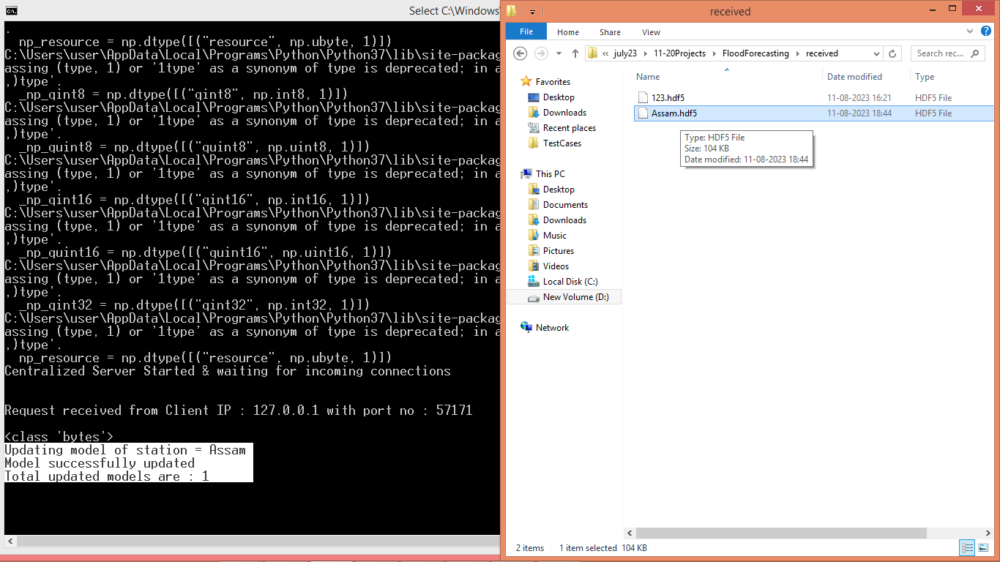 Select C:\Windows\
.
  np_resource = np.dtype([("resource", np.ubyte, 1)])
C:\Users\user\AppData\Local\Programs\Python\Python37\lib\site-packag
assing (type, 1) or '1type' as a synonym of type is deprecated; in a
,)type'.
  _np_qint8 = np.dtype([("qint8", np.int8, 1)])
C:\Users\user\AppData\Local\Programs\Python\Python37\lib\site-packag
assing (type, 1) or '1type' as a synonym of type is deprecated; in a
,)type'.
  _np_quint8 = np.dtype([("quint8", np.uint8, 1)])
C:\Users\user\AppData\Local\Programs\Python\Python37\lib\site-packag
assing (type, 1) or '1type' as a synonym of type is deprecated; in a
,)type'.
  _np_qint16 = np.dtype([("qint16", np.int16, 1)])
C:\Users\user\AppData\Local\Programs\Python\Python37\lib\site-packag
assing (type, 1) or '1type' as a synonym of type is deprecated; in a
,)type'.
  _np_quint16 = np.dtype([("quint16", np.uint16, 1)])
C:\Users\user\AppData\Local\Programs\Python\Python37\lib\site-packag
assing (type, 1) or '1type' as a synonym of type is deprecated; in a
,)type'.
  _np_qint32 = np.dtype([("qint32", np.int32, 1)])
C:\Users\user\AppData\Local\Programs\Python\Python37\lib\site-packag
assing (type, 1) or '1type' as a synonym of type is deprecated; in a
,)type'.
  np_resource = np.dtype([("resource", np.ubyte, 1)])
Centralized Server Started & waiting for incoming connections
Request received from Client IP : 127.0.0.1 with port no : 57171
<class 'bytes'>
Updating model of station = Assam
Model successfully updated
Total updated models are : 1
received
File Home Share View
« july23 11-20Projects FloodForecasting received Search rec...
Favorites
Desktop
Downloads
Recent places
TestCases
This PC
Desktop
Documents
Downloads
Music
Pictures
Videos
Local Disk (C:)
New Volume (D:)
Network
Name Date modified Type
123.hdf5 11-08-2023 16:21 HDF5 File
Assam.hdf5 11-08-2023 18:44 HDF5 File
Type: HDF5 File
Size: 104 KB
Date modified: 11-08-2023 18:44
2 items 1 item selected 104 KB